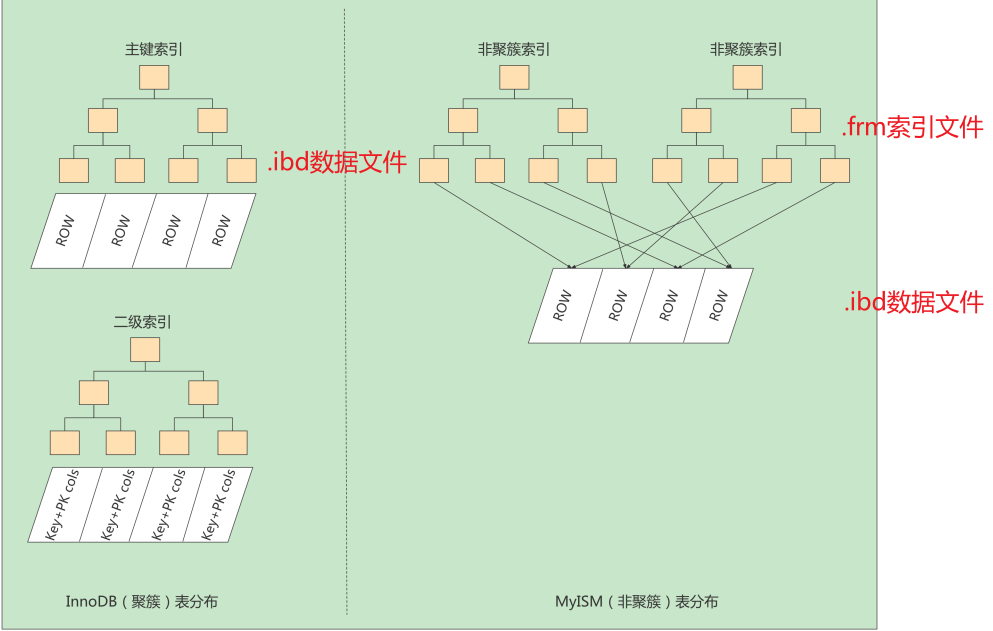 主键索引
.ibd数据文件
ROW
ROW
ROW
ROW
二级索引
Key+PK cols
Key+PK cols
Key+PK cols
Key+PK cols
InnoDB（聚簇）表分布
非聚簇索引
非聚簇索引
.frm索引文件
ROW
ROW
ROW
ROW
.ibd数据文件
MyISM（非聚簇）表分布